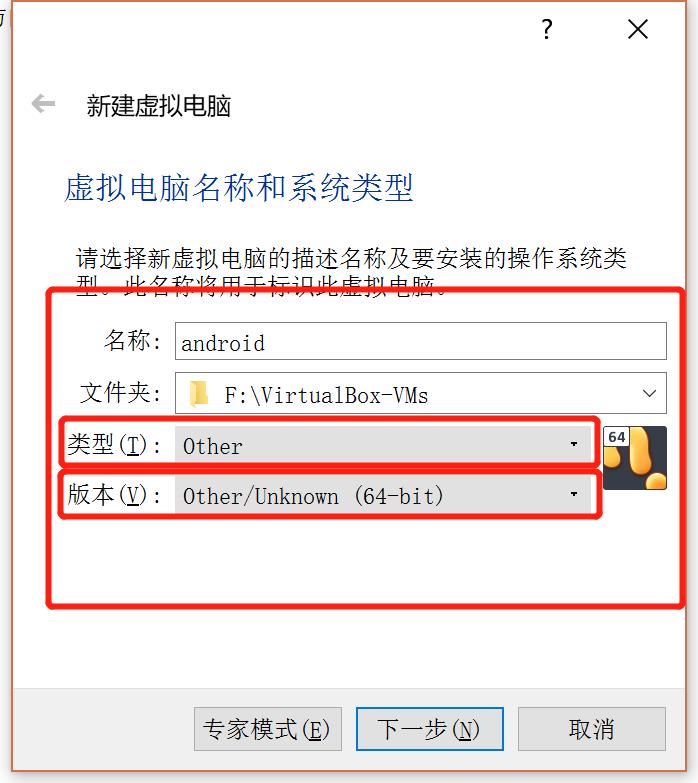 ?
新建虚拟电脑
虚拟电脑名称和系统类型
请选择新虚拟电脑的描述名称及要安装的操作系统类
型。此名称将用于标识此虚拟电脑。
名称: android
文件夹: F:\VirtualBox-VMs
类型(T): Other
64
版本(V): Other/Unknown (64-bit)
专家模式(E) 下一步(N) 取消